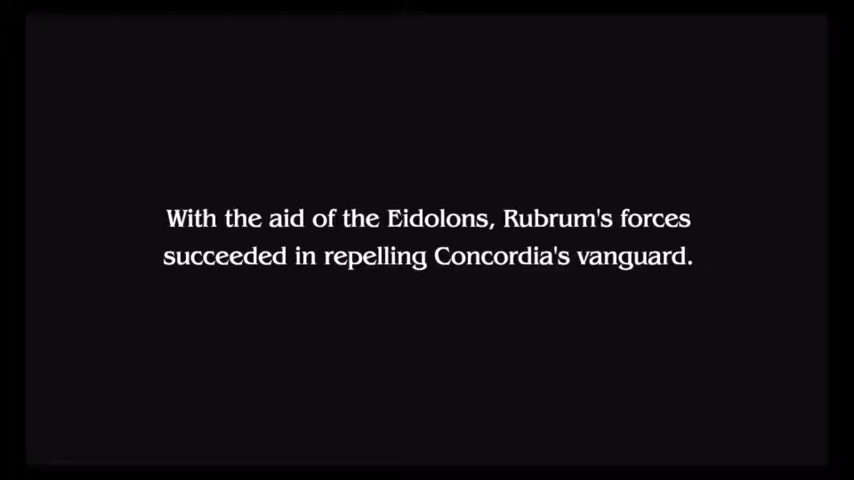 With the aid of the Eidolons, Rubrum's forces
succeeded in repelling Concordia's vanguard.